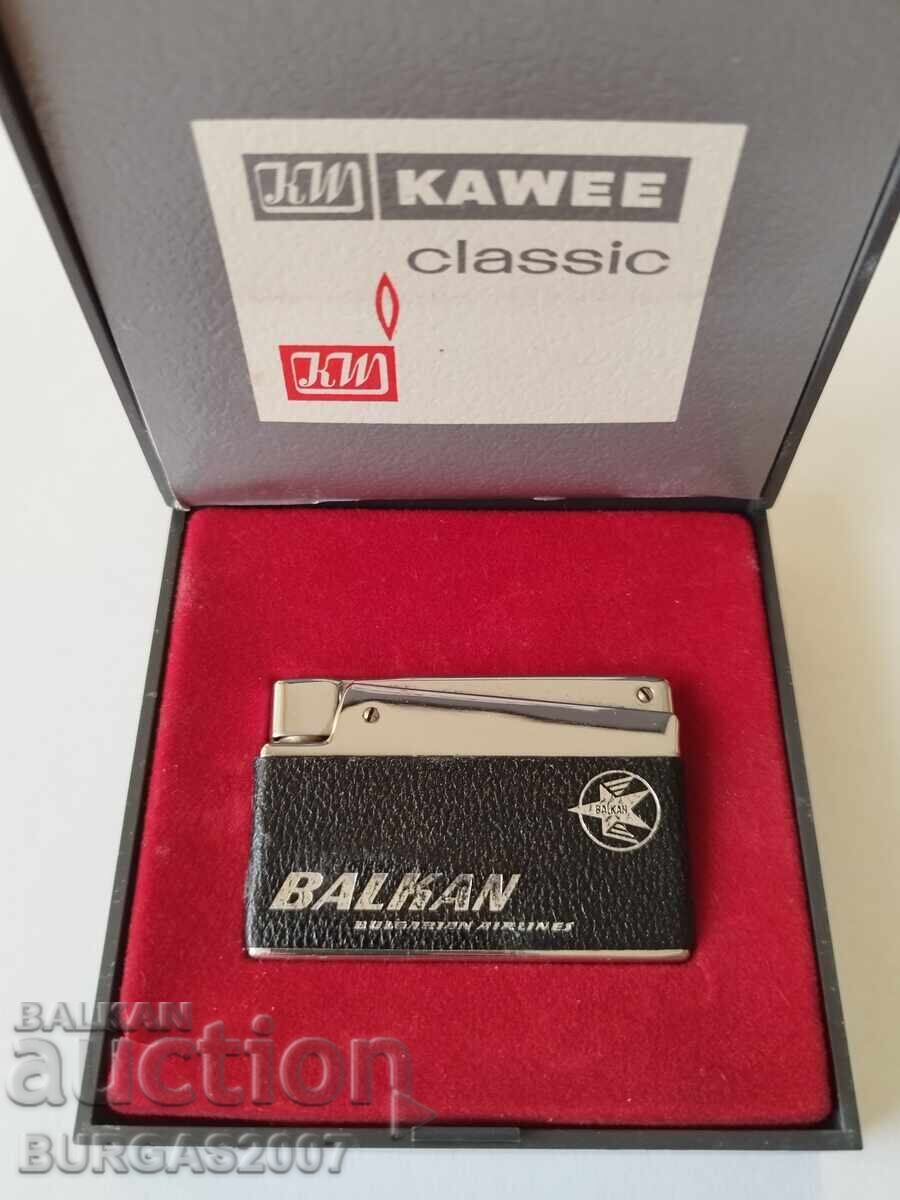 KW KAWEE
classic
KW
BALKAN
BALKAN
BULGARIAN AIRLINES
BALKAN
auction
BURGAS2007